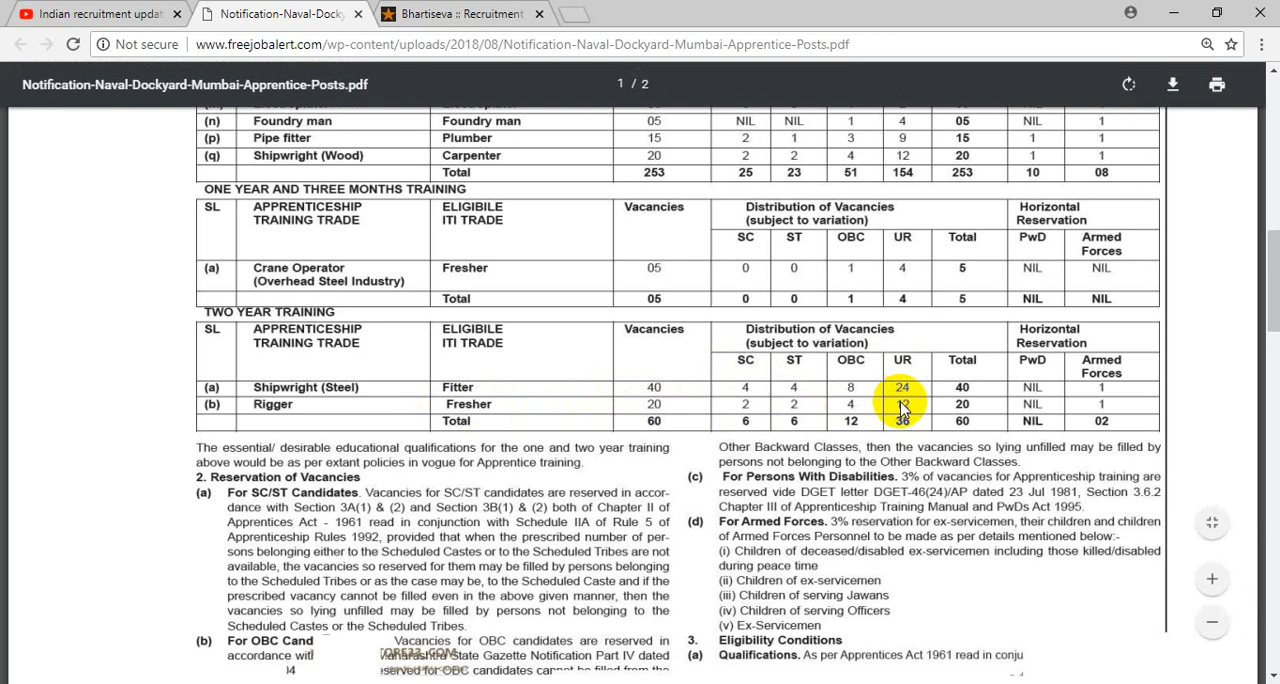 Indian recruitment updat
Notification-Naval-Docky
Bhartiseva :: Recruitment
Not secure
www.freejobalert.com/wp-content/uploads/2018/08/Notification-Naval-Dockyard-Mumbai-Apprentice-Posts.pdf
Notification-Naval-Dockyard-Mumbai-Apprentice-Posts.pdf
1 / 2
(n) Foundry man Foundry man 05 NIL NIL 1 4 05 NIL 1
(p) Pipe fitter Plumber 15 2 1 3 9 15 1 1
(q) Shipwright (Wood) Carpenter 20 2 2 4 12 20 1 1
Total 253 25 23 51 154 253 10 08
ONE YEAR AND THREE MONTHS TRAINING
SL APPRENTICESHIP ELIGIBILE Vacancies Distribution of Vacancies Horizontal
TRAINING TRADE ITI TRADE (subject to variation) Reservation
SC ST OBC UR Total PwD Armed
Forces
(a) Crane Operator Fresher 05 0 0 1 4 5 NIL NIL
(Overhead Steel Industry)
Total 05 0 0 1 4 5 NIL NIL
TWO YEAR TRAINING
SL APPRENTICESHIP ELIGIBILE Vacancies Distribution of Vacancies Horizontal
TRAINING TRADE ITI TRADE (subject to variation) Reservation
SC ST OBC UR Total PwD Armed
Forces
(a) Shipwright (Steel) Fitter 40 4 4 8 24 40 NIL 1
(b) Rigger Fresher 20 2 2 4 12 20 NIL 1
Total 60 6 6 12 36 60 NIL 02
The essential/ desirable educational qualifications for the one and two year training
above would be as per extant policies in vogue for Apprentice training.
2. Reservation of Vacancies
(a) For SC/ST Candidates. Vacancies for SC/ST candidates are reserved in accor-
dance with Section 3A(1) & (2) and Section 3B(1) & (2) both of Chapter II of
Apprentices Act - 1961 read in conjunction with Schedule IIA of Rule 5 of
Apprenticeship Rules 1992, provided that when the prescribed number of per-
sons belonging either to the Scheduled Castes or to the Scheduled Tribes are not
available, the vacancies so reserved for them may be filled by persons belonging
to the Scheduled Tribes or as the case may be, to the Scheduled Caste and if the
prescribed vacancy cannot be filled even in the above given manner, then the
vacancies so lying unfilled may be filled by persons not belonging to the
Scheduled Castes or the Scheduled Tribes.
(b) For OBC Cand Vacancies for OBC candidates are reserved in
accordance with Maharashtra State Gazette Notification Part IV dated
served for OBC candidates cannot be filled from the
Other Backward Classes, then the vacancies so lying unfilled may be filled by
persons not belonging to the Other Backward Classes.
(c) For Persons With Disabilities. 3% of vacancies for Apprenticeship training are
reserved vide DGET letter DGET-46(24)/AP dated 23 Jul 1981, Section 3.6.2
Chapter III of Apprenticeship Training Manual and PwDs Act 1995.
(d) For Armed Forces. 3% reservation for ex-servicemen, their children and children
of Armed Forces Personnel to be made as per details mentioned below:-
(i) Children of deceased/disabled ex-servicemen including those killed/disabled
during peace time
(ii) Children of ex-servicemen
(iii) Children of serving Jawans
(iv) Children of serving Officers
(v) Ex-Servicemen
3. Eligibility Conditions
(a) Qualifications. As per Apprentices Act 1961 read in conju